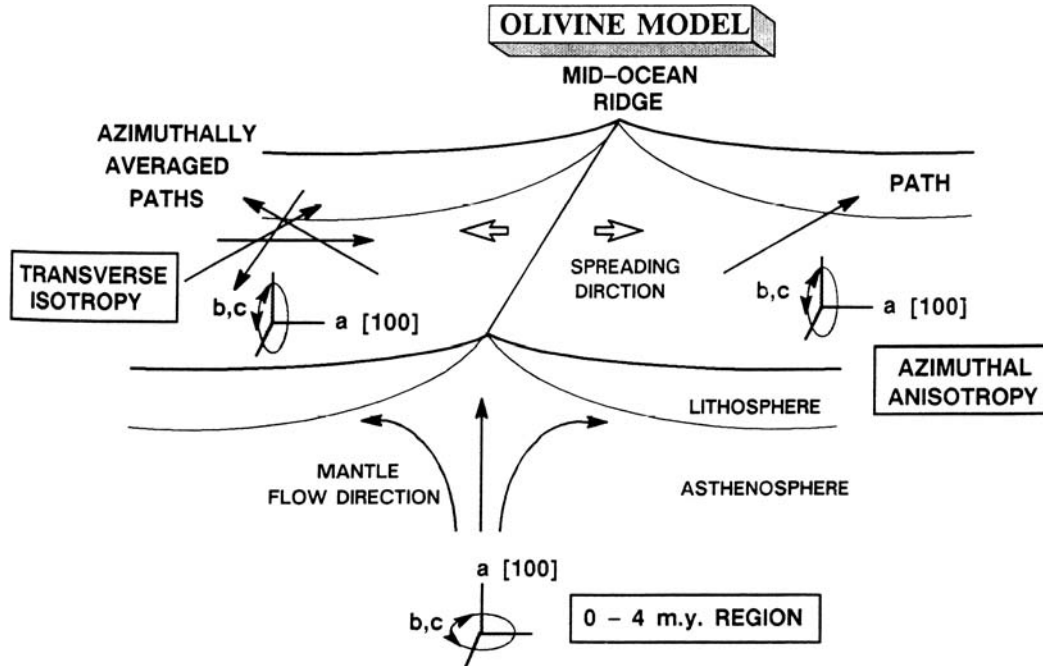 OLIVINE MODEL
MID–OCEAN
RIDGE
AZIMUTHALLY
AVERAGED
PATHS
PATH
TRANSVERSE
ISOTROPY
SPREADING
DIRCTION
b,c
a [100]
b,c
a [100]
AZIMUTHAL
ANISOTROPY
LITHOSPHERE
MANTLE
FLOW DIRECTION
ASTHENOSPHERE
a [100]
b,c
0 – 4 m.y. REGION